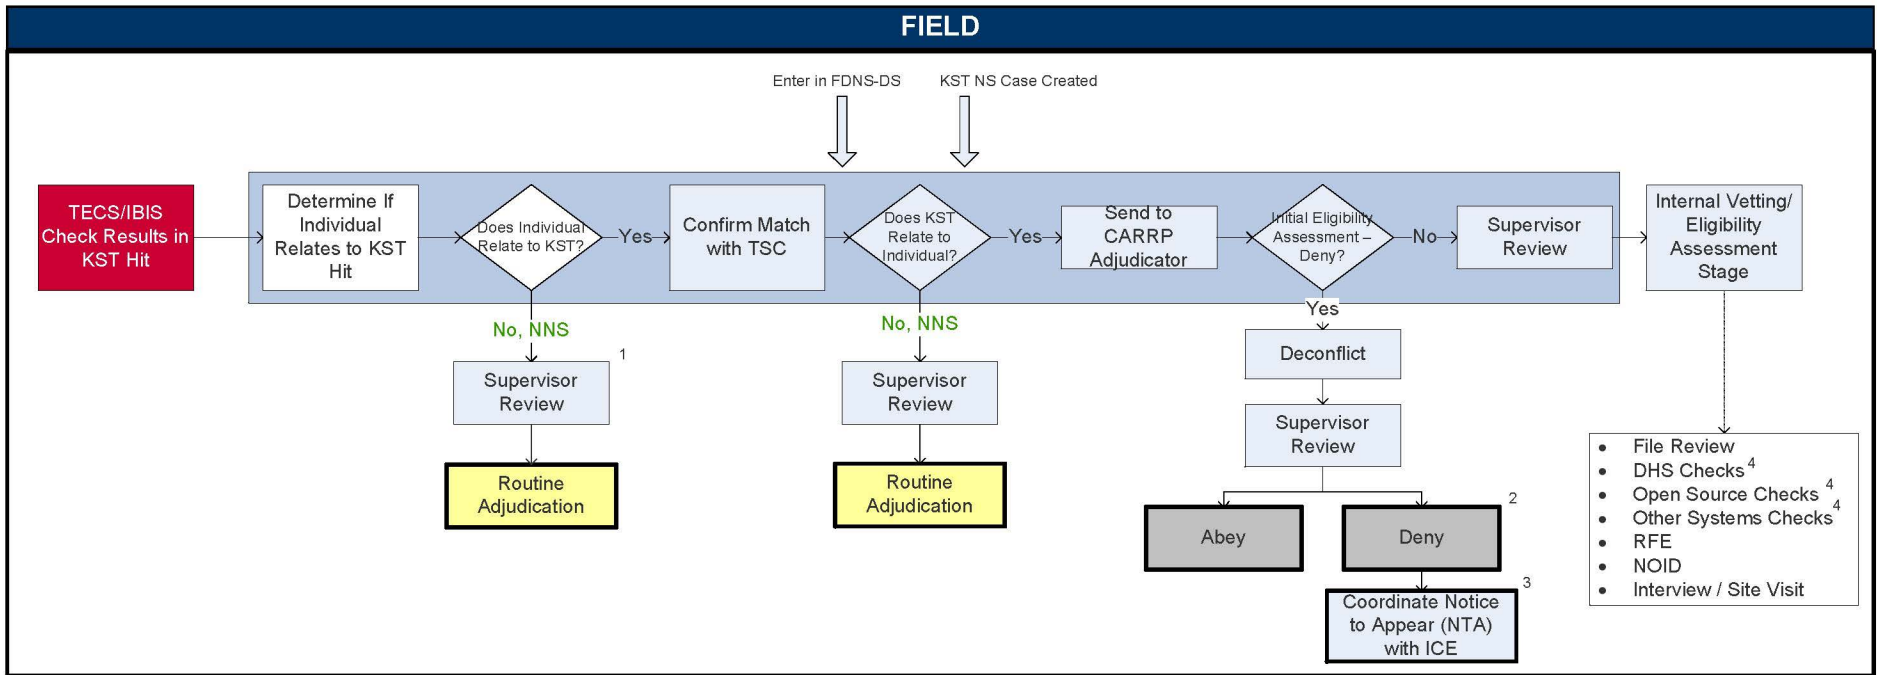 FIELD
Enter in FDNS-DS
KST NS Case Created
TECS/IBIS
Check Results in
KST Hit
Determine If
Individual
Relates to KST
Hit
Does Individual
Relate to KST?
Yes
Confirm Match
with TSC
Does KST
Relate to
Individual?
Yes
Send to
CARRP
Adjudicator
Initial Eligibility
Assessment –
Deny?
No
Supervisor
Review
Internal Vetting/
Eligibility
Assessment
Stage
No, NNS
Supervisor
Review
1
Routine
Adjudication
No, NNS
Supervisor
Review
Routine
Adjudication
Yes
Deconflict
Supervisor
Review
Abey
Deny
2
Coordinate Notice
to Appear (NTA)
with ICE
3
• File Review
• DHS Checks 4
• Open Source Checks 4
• Other Systems Checks 4
• RFE
• NOID
• Interview / Site Visit